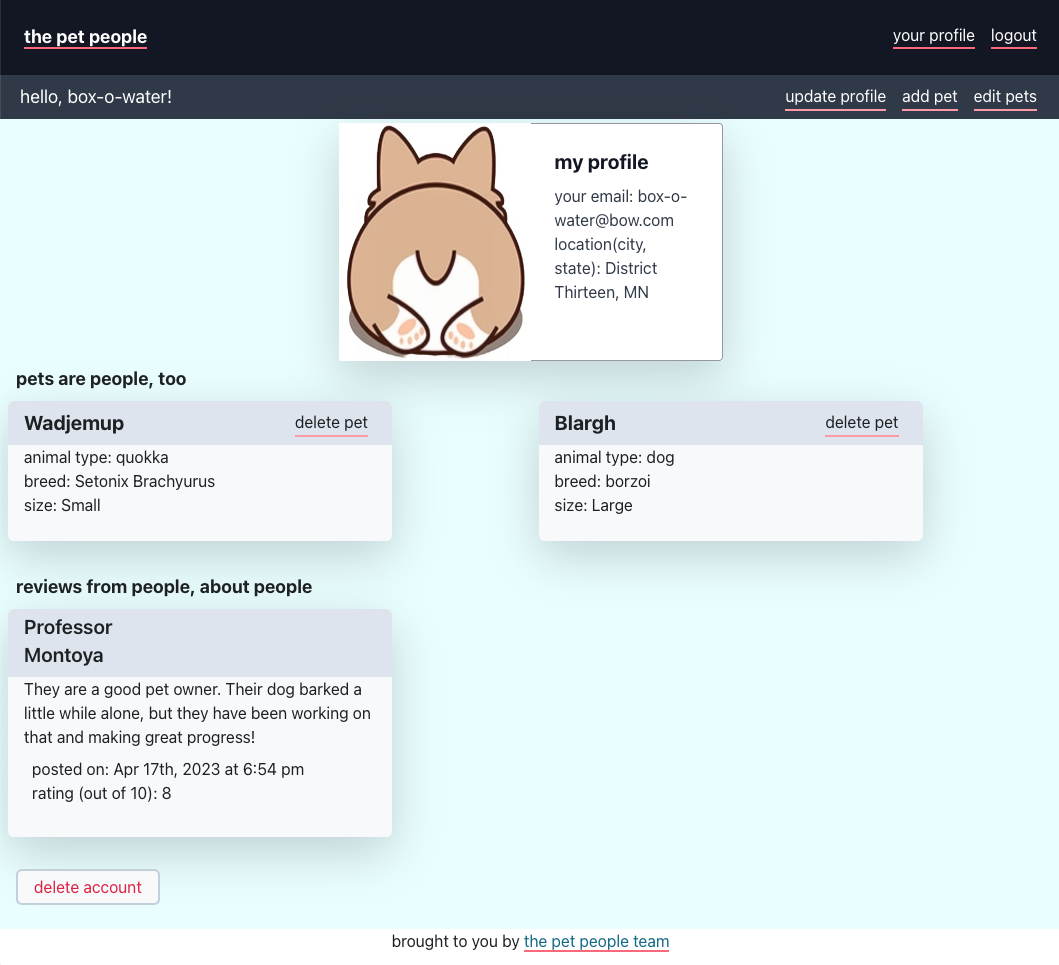 the pet people
your profile logout
hello, box-o-water!
update profile add pet edit pets
my profile
your email: box-o-
water@bow.com
location(city,
state): District
Thirteen, MN
pets are people, too
Wadjemup delete pet
animal type: quokka
breed: Setonix Brachyurus
size: Small
Blargh delete pet
animal type: dog
breed: borzoi
size: Large
reviews from people, about people
Professor
Montoya
They are a good pet owner. Their dog barked a
little while alone, but they have been working on
that and making great progress!
posted on: Apr 17th, 2023 at 6:54 pm
rating (out of 10): 8
delete account
brought to you by the pet people team